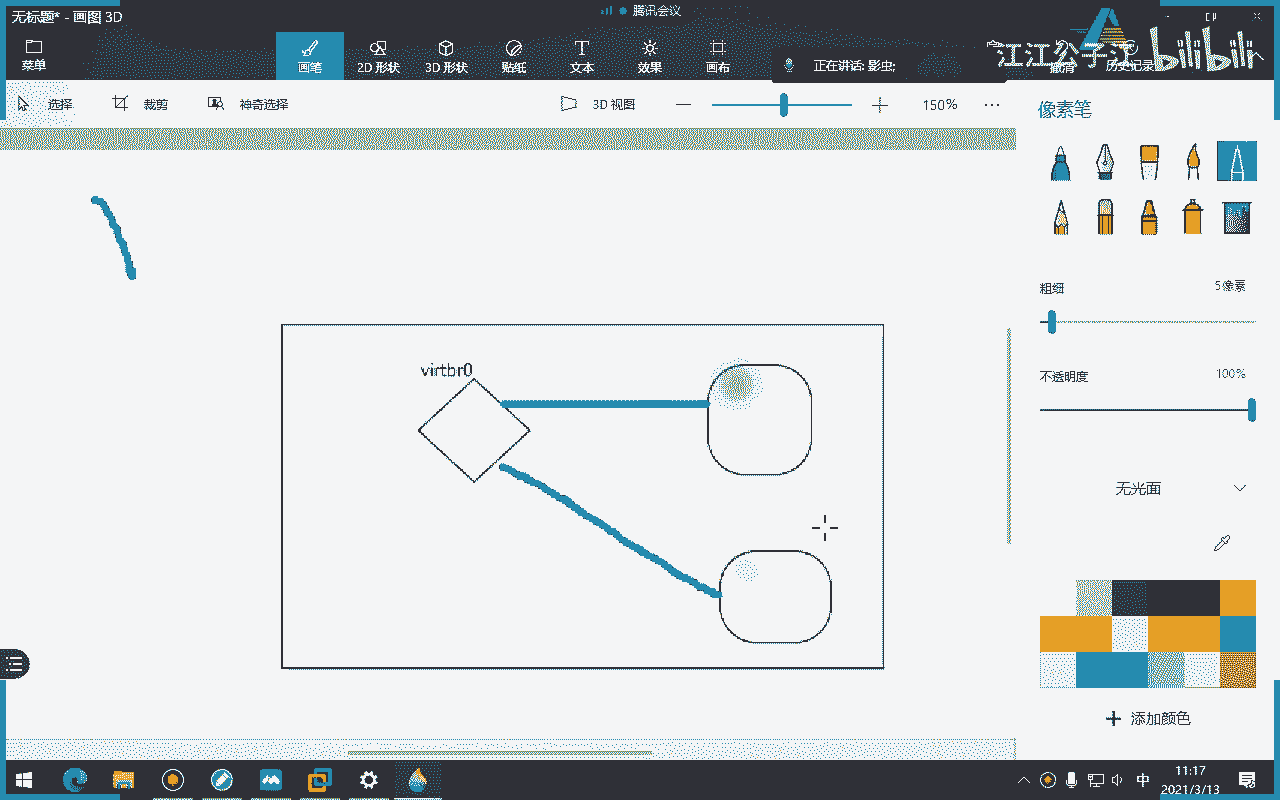 无标题* - 画图 3D
腾讯会议
菜单
画笔
2D 形状
3D 形状
贴纸
文本
效果
画布
正在讲话: 影虫;
撤消
历史记录
江江公子江
bilibili
选择
裁剪
神奇选择
3D 视图
150%
像素笔
粗细
5像素
不透明度
100%
无光面
添加颜色
virtbr0
中
11:17
2021/3/13